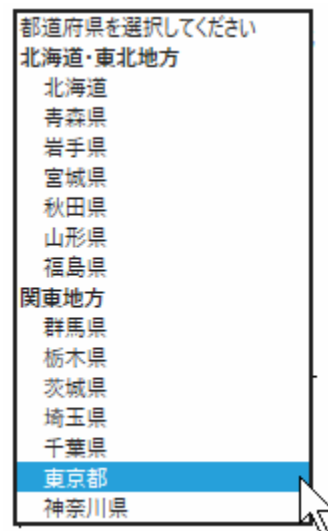 都道府県を選択してください
北海道・東北地方
北海道
青森県
岩手県
宮城県
秋田県
山形県
福島県
関東地方
群馬県
栃木県
茨城県
埼玉県
千葉県
東京都
神奈川県